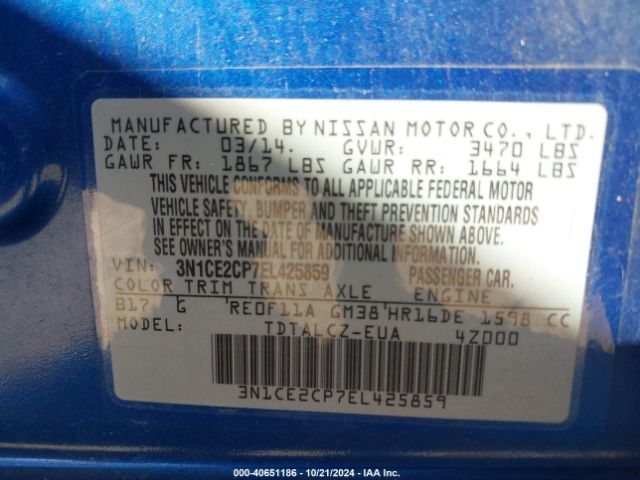 MANUFACTURED BY NISSAN MOTOR CO., LTD.
DATE: 03/14. GVWR: 3470 LBS
GAWR FR: 1867 LBS GAWR RR: 1664 LBS
THIS VEHICLE CONFORMS TO ALL APPLICABLE FEDERAL MOTOR
VEHICLE SAFETY, BUMPER AND THEFT PREVENTION STANDARDS
IN EFFECT ON THE DATE OF MANUFACTURE SHOWN ABOVE.
SEE OWNER'S MANUAL FOR ADDITIONAL INFORMATION.
VIN: 3N1CE2CP7EL425859 PASSENGER CAR.
COLOR TRIM TRANS AXLE ENGINE
B17 G 'RE0F11A GM38'HR16DE 1598 CC
MODEL: TDTALCZ-EUA 4Z000
3N1CE2CP7EL425859
000-40651186 - 10/21/2024 - IAA Inc.